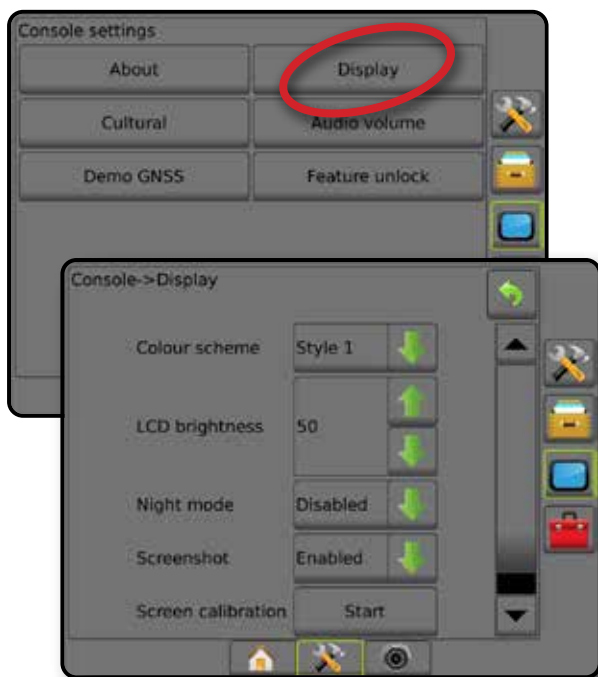 Console settings
About Display
Cultural Audio volume
Demo GNSS Feature unlock
Console->Display
Colour scheme Style 1
LCD brightness 50
Night mode Disabled
Screenshot Enabled
Screen calibration Start